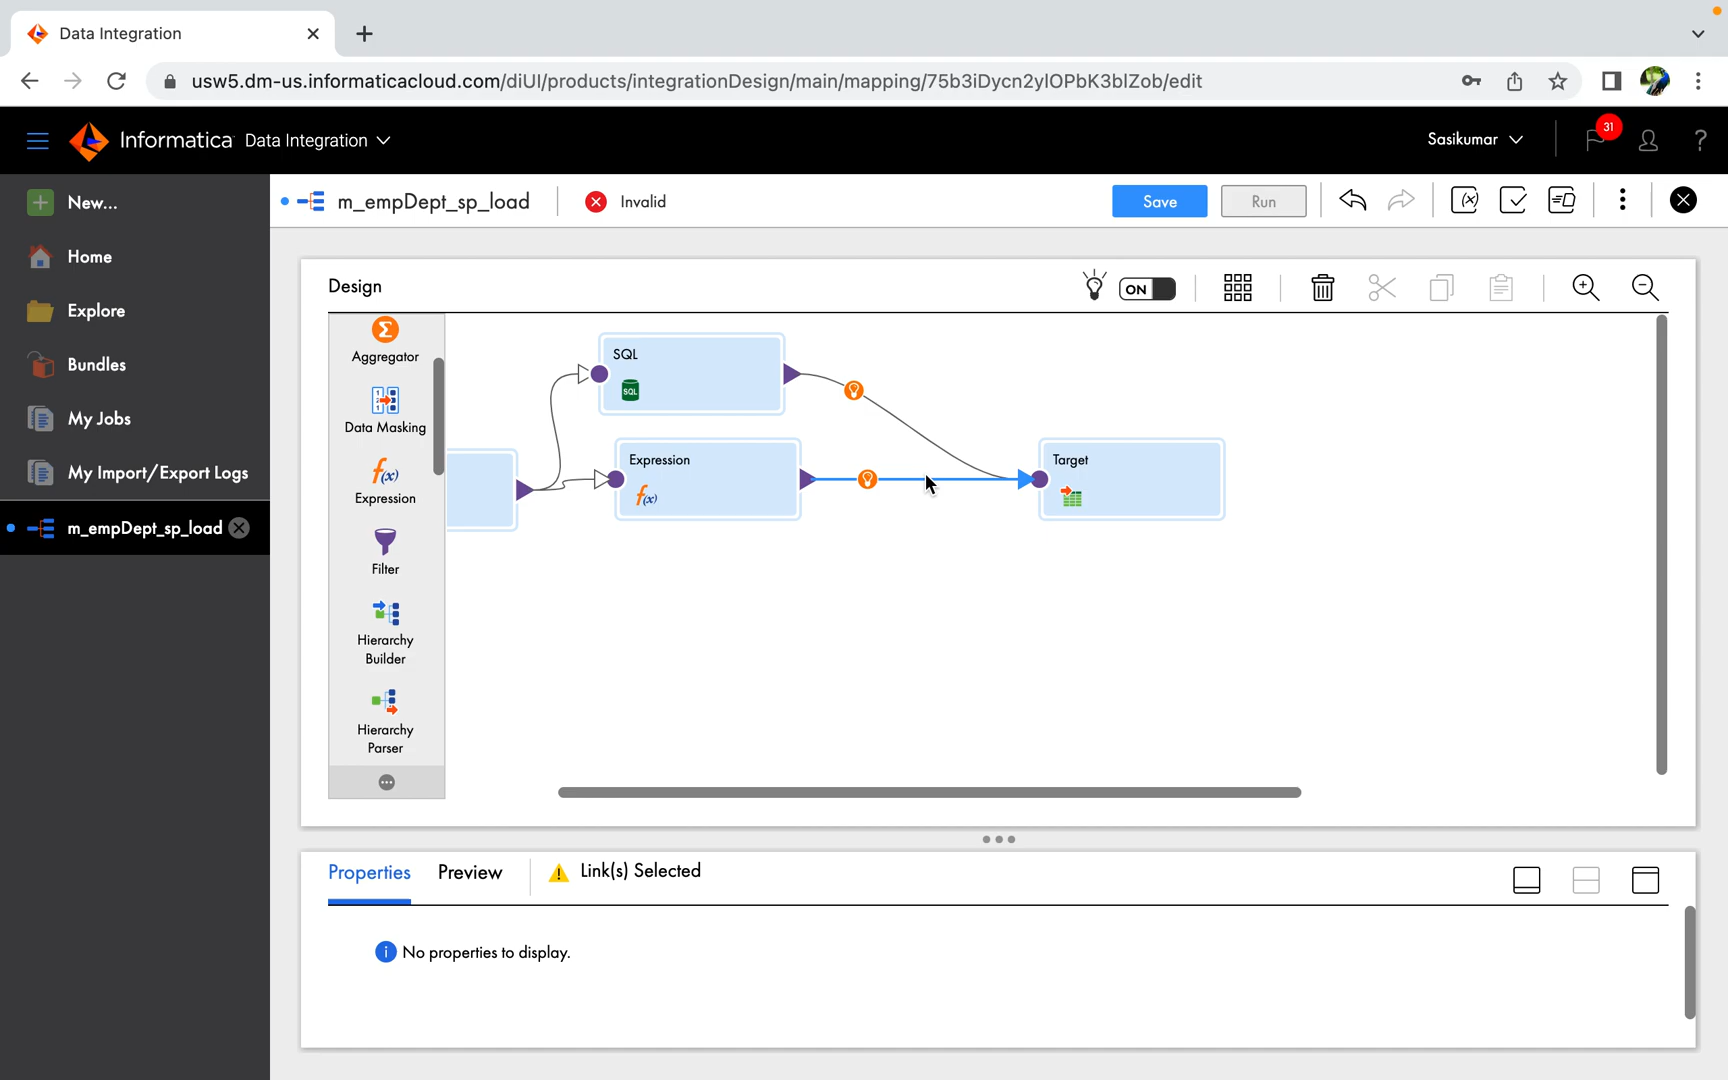 Data Integration
usw5.dm-us.informaticacloud.com/diUI/products/integrationDesign/main/mapping/75b3iDycn2ylOPbK3blZob/edit
Informatica Data Integration
Sasikumar
31
?
New...
m_empDept_sp_load
Invalid
Save
Run
Home
Explore
Bundles
My Jobs
My Import/Export Logs
m_empDept_sp_load
Design
ON
Aggregator
Data Masking
f(x)
Expression
Filter
Hierarchy
Builder
Hierarchy
Parser
SQL
SQL
Expression
f(x)
Target
Properties
Preview
Link(s) Selected
No properties to display.